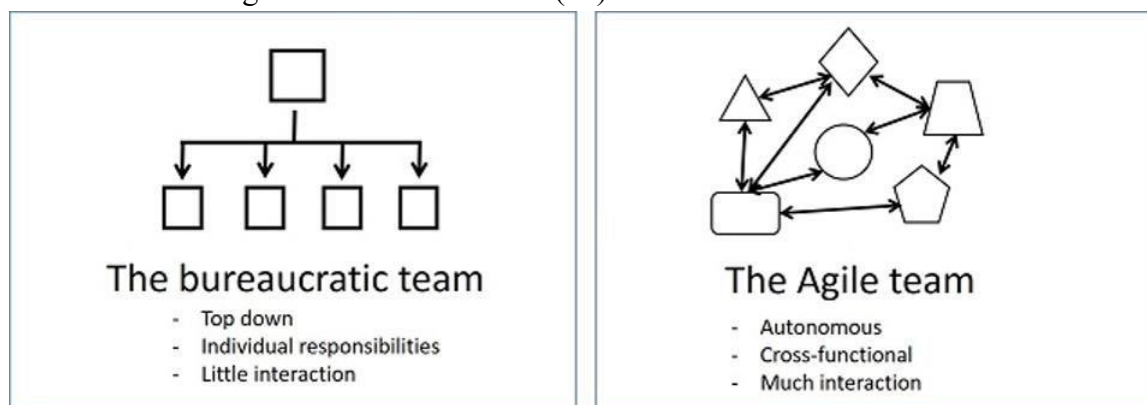 The bureaucratic team
- Top down
- Individual responsibilities
- Little interaction
The Agile team
- Autonomous
- Cross-functional
- Much interaction